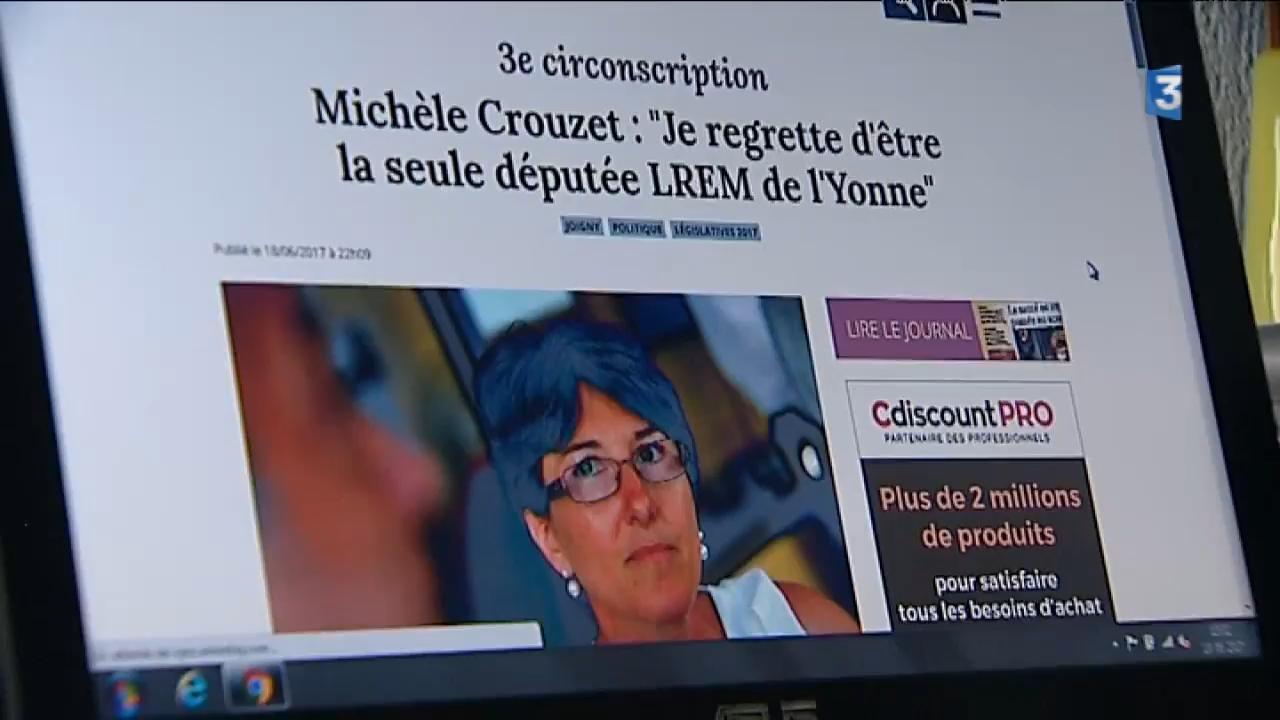 3
3e circonscription
Michèle Crouzet : "Je regrette d'être
la seule députée LREM de l'Yonne"
JOIGNY POLITIQUE LÉGISLATIVES 2017
Publié le 18/06/2017 à 22h09
LIRE LE JOURNAL
CdiscountPRO
PARTENAIRE DES PROFESSIONNELS
Plus de 2 millions
de produits
pour satisfaire
tous les besoins d'achat